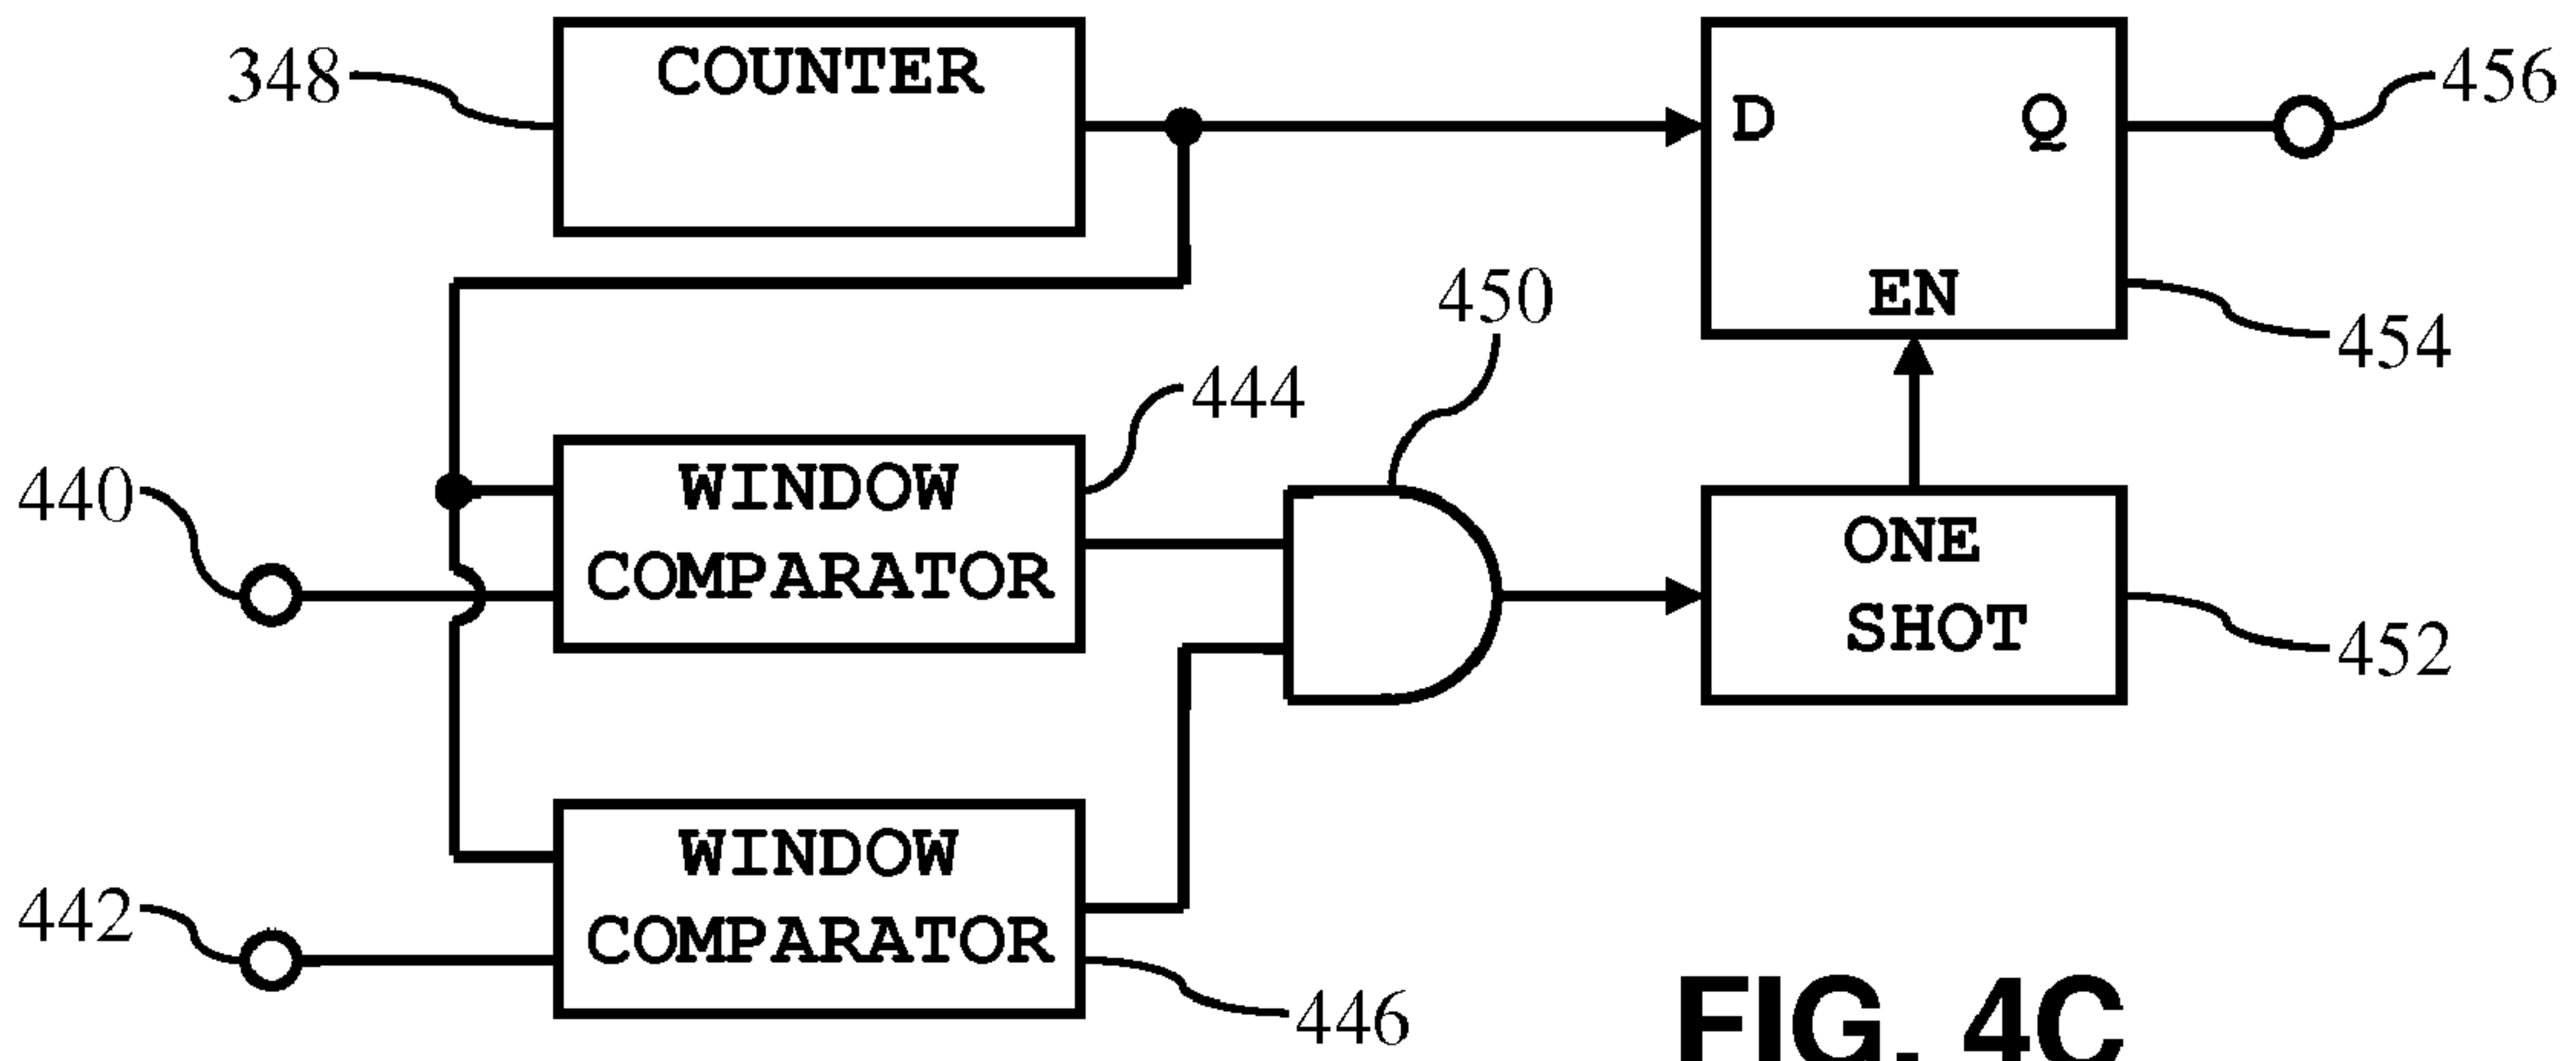 348
COUNTER
D
Q
EN
456
454
450
444
440
WINDOW
COMPARATOR
ONE
SHOT
452
442
WINDOW
COMPARATOR
446
FIG. 4C